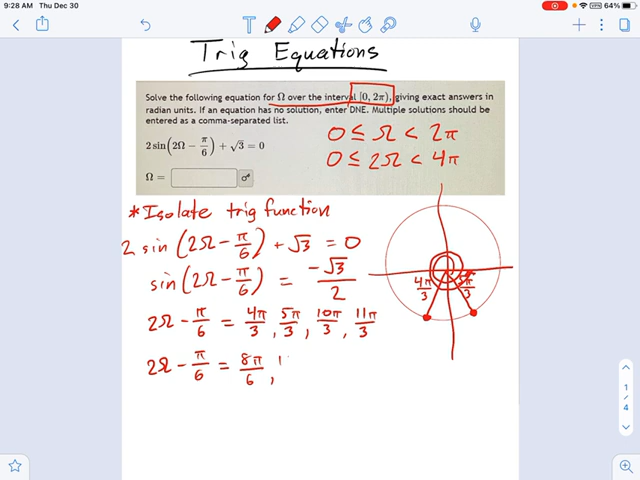 9:28 AM Thu Dec 30
64%
Trig Equations
Solve the following equation for Ω over the interval [0, 2π), giving exact answers in
radian units. If an equation has no solution, enter DNE. Multiple solutions should be
entered as a comma-separated list.
2 sin(2Ω − π/6) + √3 = 0
Ω =
0 ≤ Ω < 2π
0 ≤ 2Ω < 4π
*Isolate trig function
2 sin (2Ω − π/6) + √3 = 0
sin (2Ω − π/6) = −√3/2
2Ω − π/6 = 4π/3, 5π/3, 10π/3, 11π/3
2Ω − π/6 = 8π/6, 1
4π/3
5π/3
1 / 4